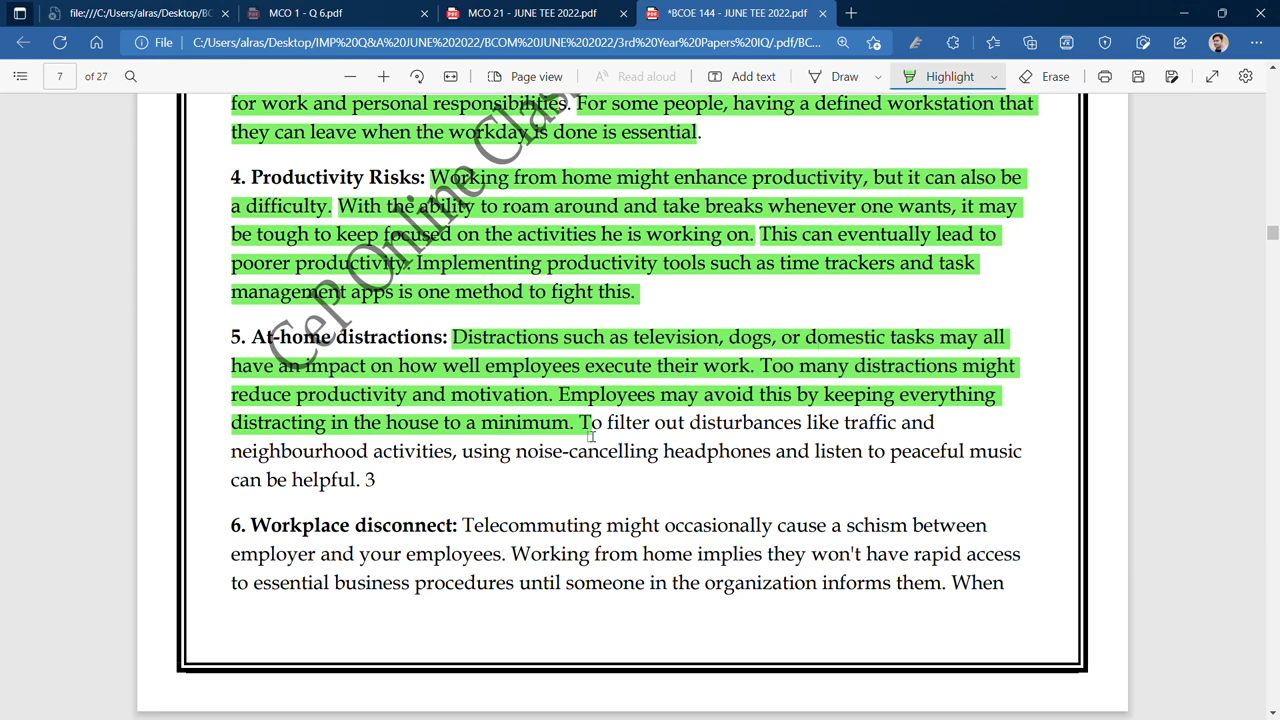 file:///C:/Users/alras/Desktop/BC
MCO 1 - Q 6.pdf
MCO 21 - JUNE TEE 2022.pdf
*BCOE 144 - JUNE TEE 2022.pdf
File
C:/Users/alras/Desktop/IMP%20Q&A%20JUNE%202022/BCOM%20JUNE%202022/3rd%20Year%20Papers%20IQ/.pdf/BC...
7 of 27
Page view
Read aloud
Add text
Draw
Highlight
Erase
for work and personal responsibilities. For some people, having a defined workstation that
they can leave when the workday is done is essential.
4. Productivity Risks: Working from home might enhance productivity, but it can also be
a difficulty. With the ability to roam around and take breaks whenever one wants, it may
be tough to keep focused on the activities he is working on. This can eventually lead to
poorer productivity. Implementing productivity tools such as time trackers and task
management apps is one method to fight this.
5. At-home distractions: Distractions such as television, dogs, or domestic tasks may all
have an impact on how well employees execute their work. Too many distractions might
reduce productivity and motivation. Employees may avoid this by keeping everything
distracting in the house to a minimum. To filter out disturbances like traffic and
neighbourhood activities, using noise-cancelling headphones and listen to peaceful music
can be helpful. 3
6. Workplace disconnect: Telecommuting might occasionally cause a schism between
employer and your employees. Working from home implies they won't have rapid access
to essential business procedures until someone in the organization informs them. When
CeP Online